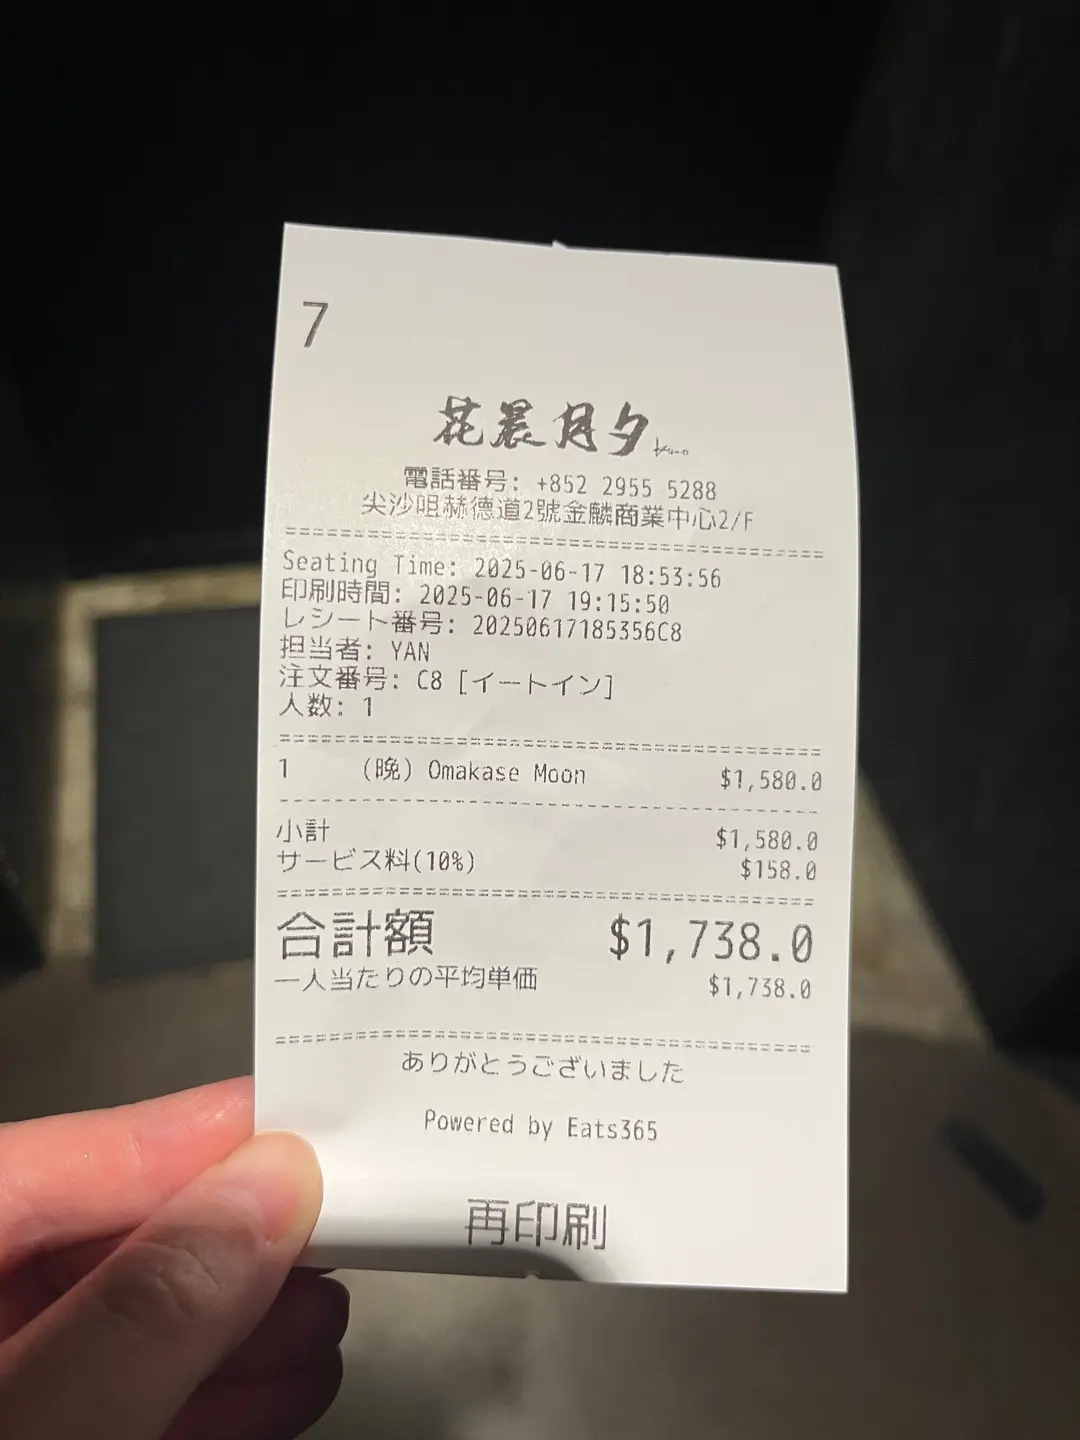 7
花晨月夕
電話番号: +852 2955 5288
尖沙咀赫德道2號金麟商業中心2/F
Seating Time: 2025-06-17 18:53:56
印刷時間: 2025-06-17 19:15:50
レシート番号: 20250617185356C8
担当者: YAN
注文番号: C8 [イートイン]
人数: 1
1 (晩) Omakase Moon $1,580.0
小計 $1,580.0
サービス料(10%) $158.0
合計額 $1,738.0
一人当たりの平均単価 $1,738.0
ありがとうございました
Powered by Eats365
再印刷